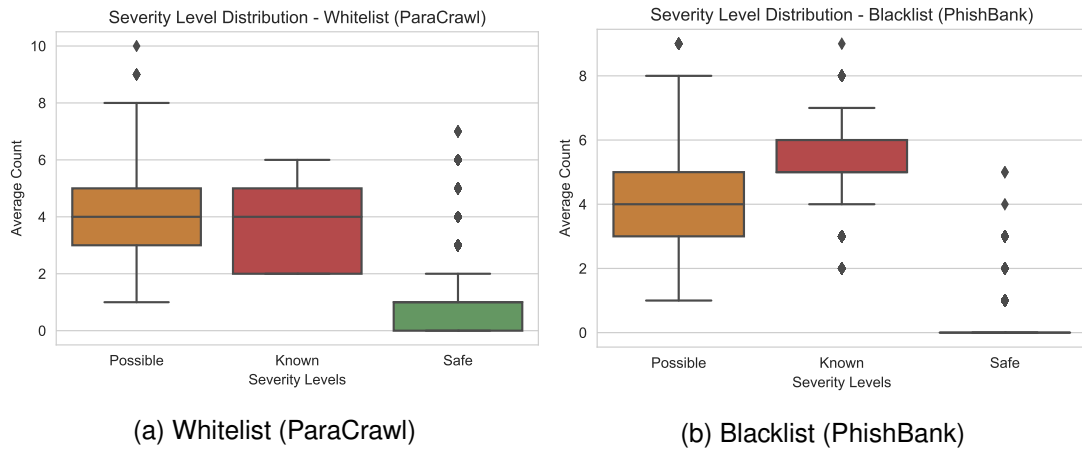 Severity Level Distribution - Whitelist (ParaCrawl)
10
8
6
4
2
0
Average Count
Possible Known Safe
Severity Levels
(a) Whitelist (ParaCrawl)
Severity Level Distribution - Blacklist (PhishBank)
8
6
4
2
0
Average Count
Possible Known Safe
Severity Levels
(b) Blacklist (PhishBank)